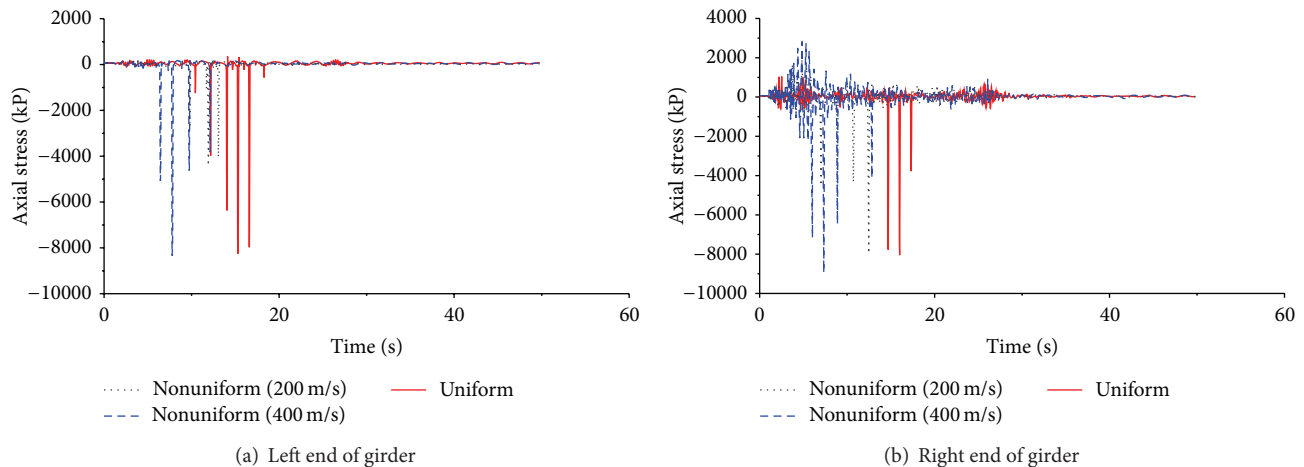 2000
0
−2000
−4000
−6000
−8000
−10000
Axial stress (kP)
0 20 40 60
Time (s)
Nonuniform (200 m/s) Uniform
Nonuniform (400 m/s)
(a) Left end of girder
4000
2000
0
−2000
−4000
−6000
−8000
−10000
Axial stress (kP)
0 20 40 60
Time (s)
Nonuniform (200 m/s) Uniform
Nonuniform (400 m/s)
(b) Right end of girder